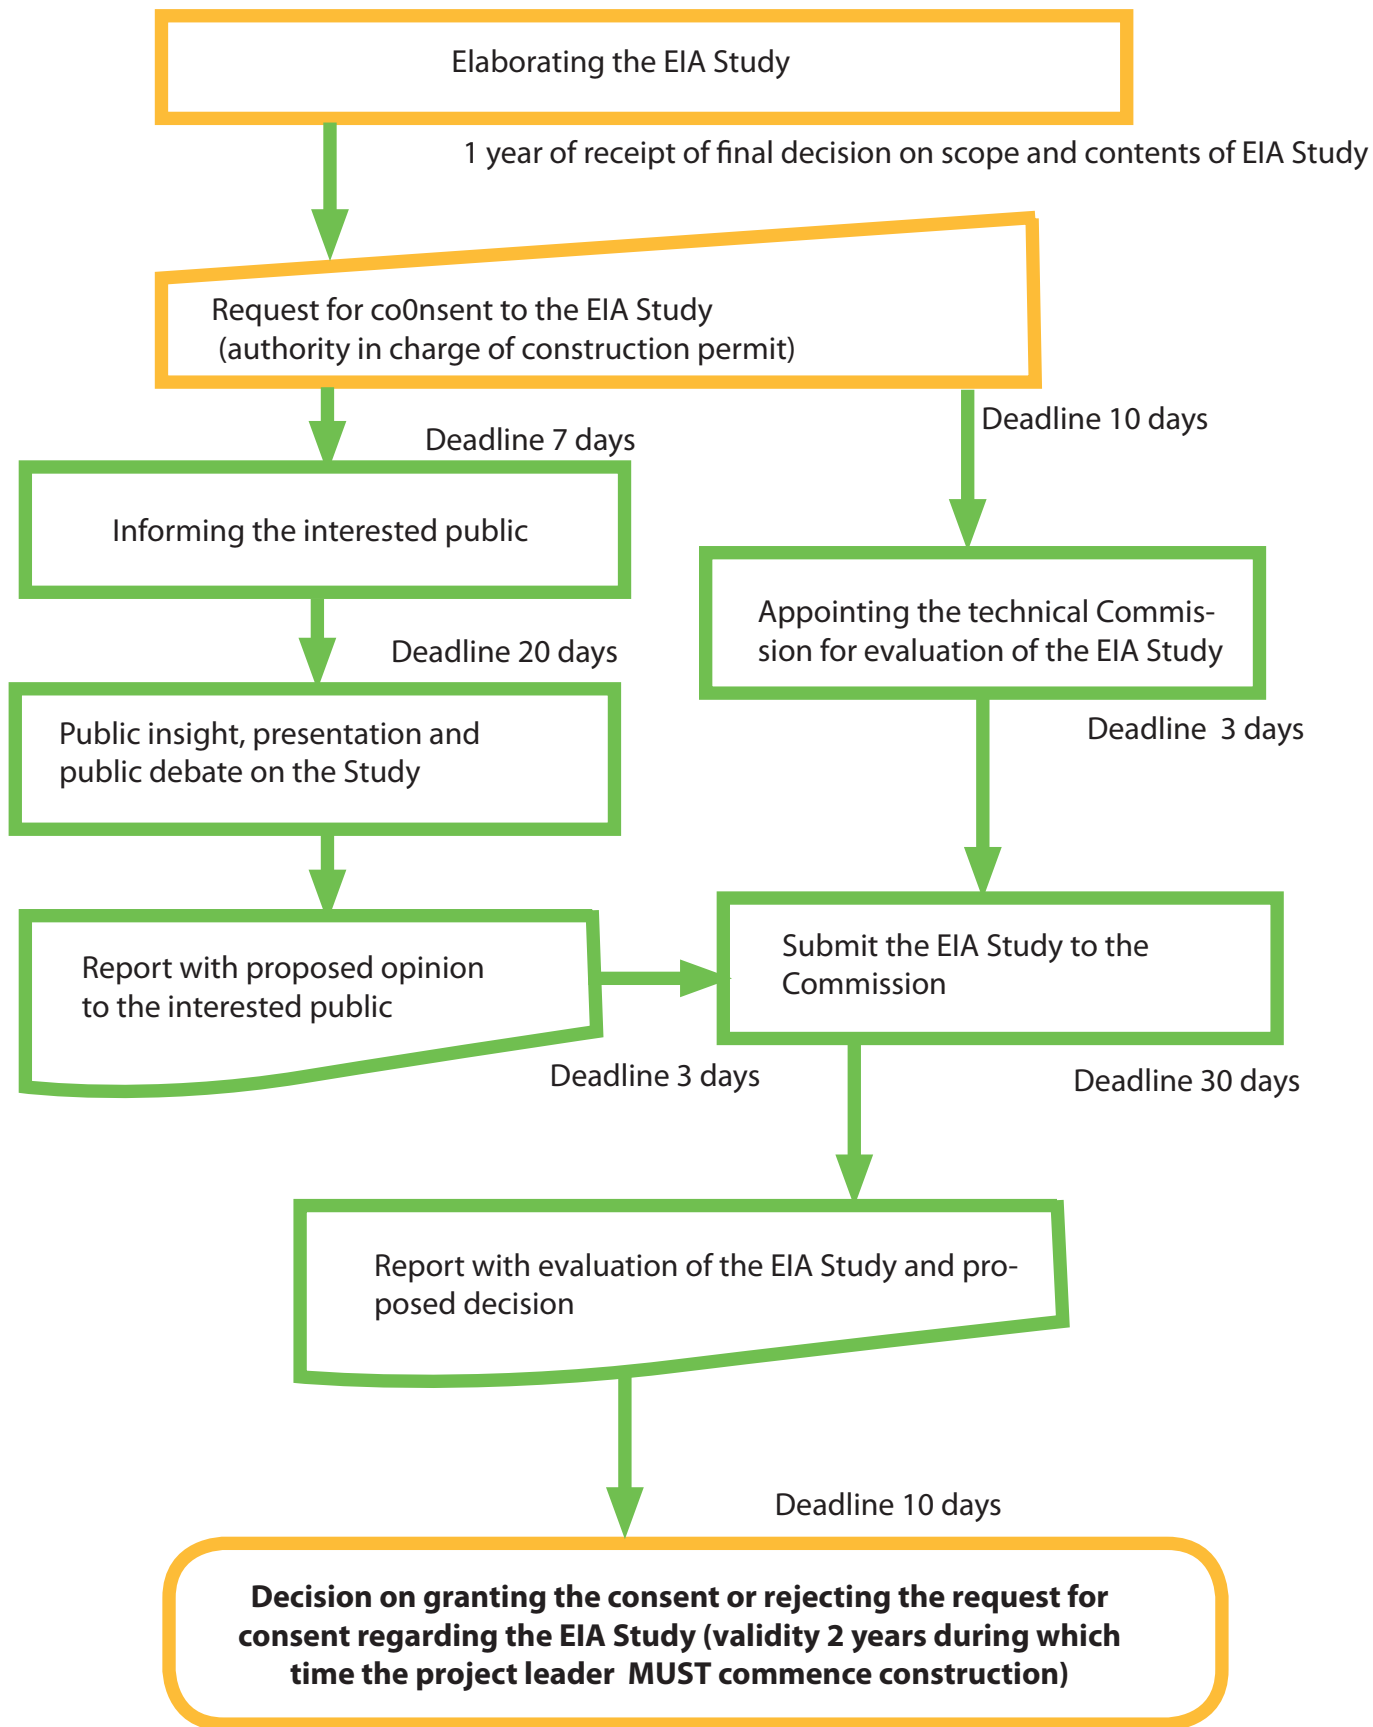 Elaborating the EIA Study
1 year of receipt of final decision on scope and contents of EIA Study
Request for co0nsent to the EIA Study
(authority in charge of construction permit)
Deadline 10 days
Deadline 7 days
Informing the interested public
Appointing the technical Commis-
sion for evaluation of the EIA Study
Deadline 20 days
Deadline 3 days
Public insight, presentation and
public debate on the Study
Submit the EIA Study to the
Commission
Report with proposed opinion
to the interested public
Deadline 3 days
Deadline 30 days
Report with evaluation of the EIA Study and pro-
posed decision
Deadline 10 days
Decision on granting the consent or rejecting the request for
consent regarding the EIA Study (validity 2 years during which
time the project leader MUST commence construction)